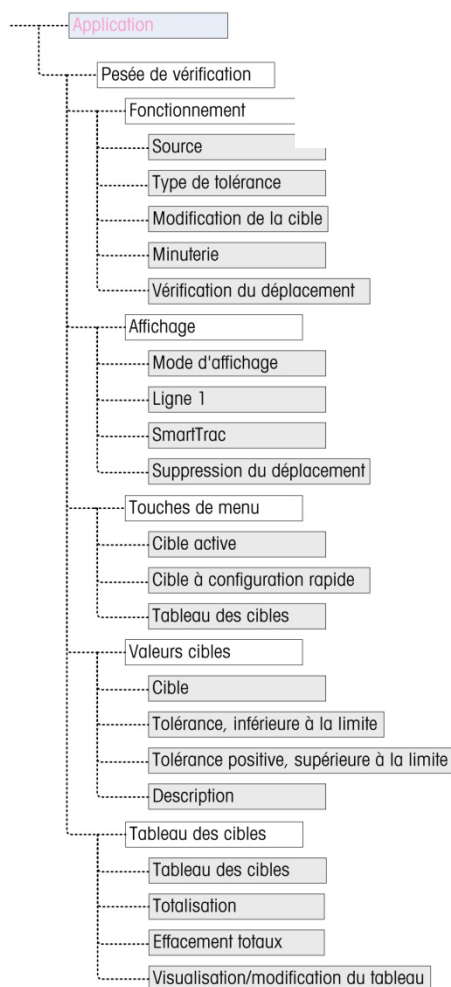 Application
Pesée de vérification
Fonctionnement
Source
Type de tolérance
Modification de la cible
Minuterie
Vérification du déplacement
Affichage
Mode d'affichage
Ligne 1
SmartTrac
Suppression du déplacement
Touches de menu
Cible active
Cible à configuration rapide
Tableau des cibles
Valeurs cibles
Cible
Tolérance, inférieure à la limite
Tolérance positive, supérieure à la limite
Description
Tableau des cibles
Tableau des cibles
Totalisation
Effacement totaux
Visualisation/modification du tableau